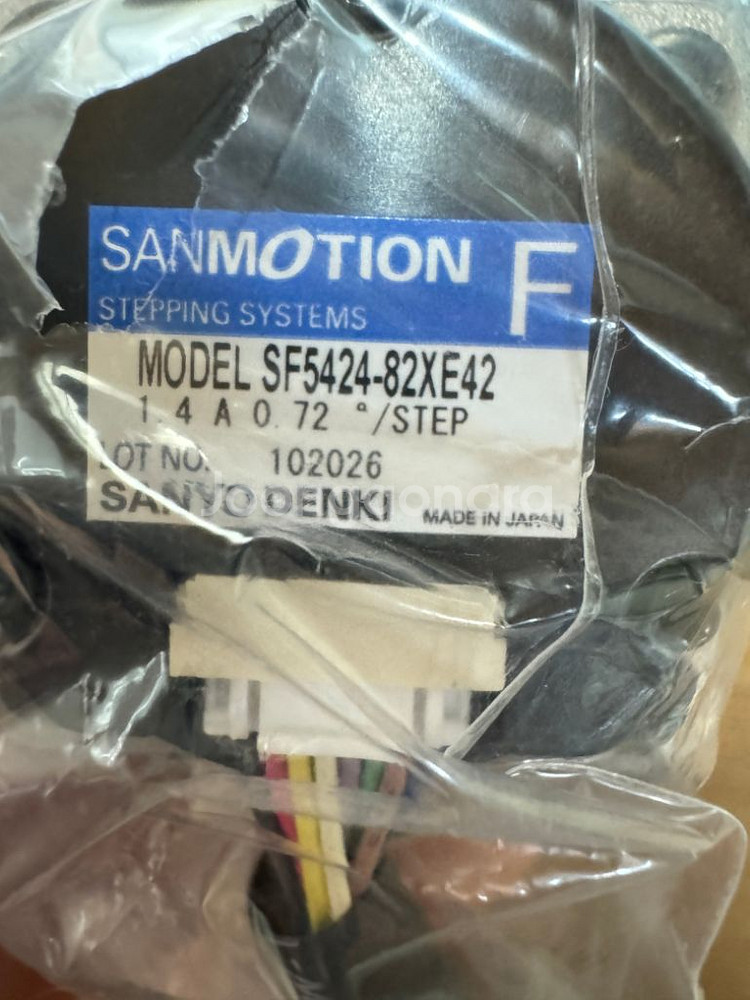 SANMOTION F
STEPPING SYSTEMS
MODEL SF5424-82XE42
1.4 A 0.72 °/STEP
LOT NO. 102026
SANYO DENKI MADE IN JAPAN